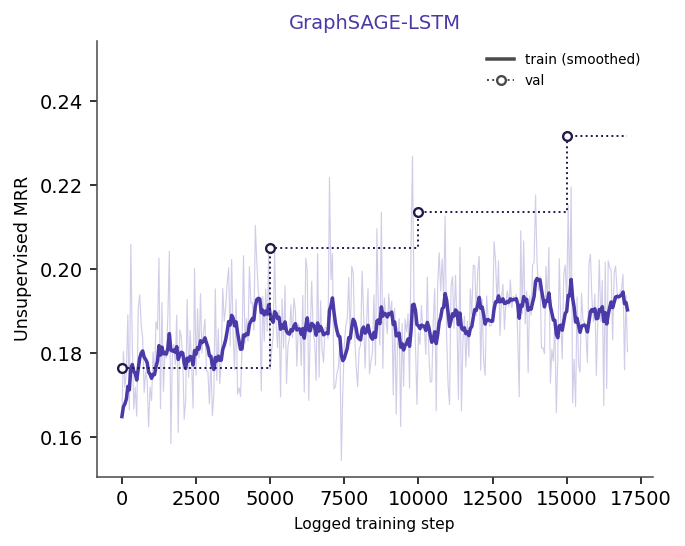 GraphSAGE-LSTM
train (smoothed)
val
Unsupervised MRR
0.24
0.22
0.20
0.18
0.16
0 2500 5000 7500 10000 12500 15000 17500
Logged training step